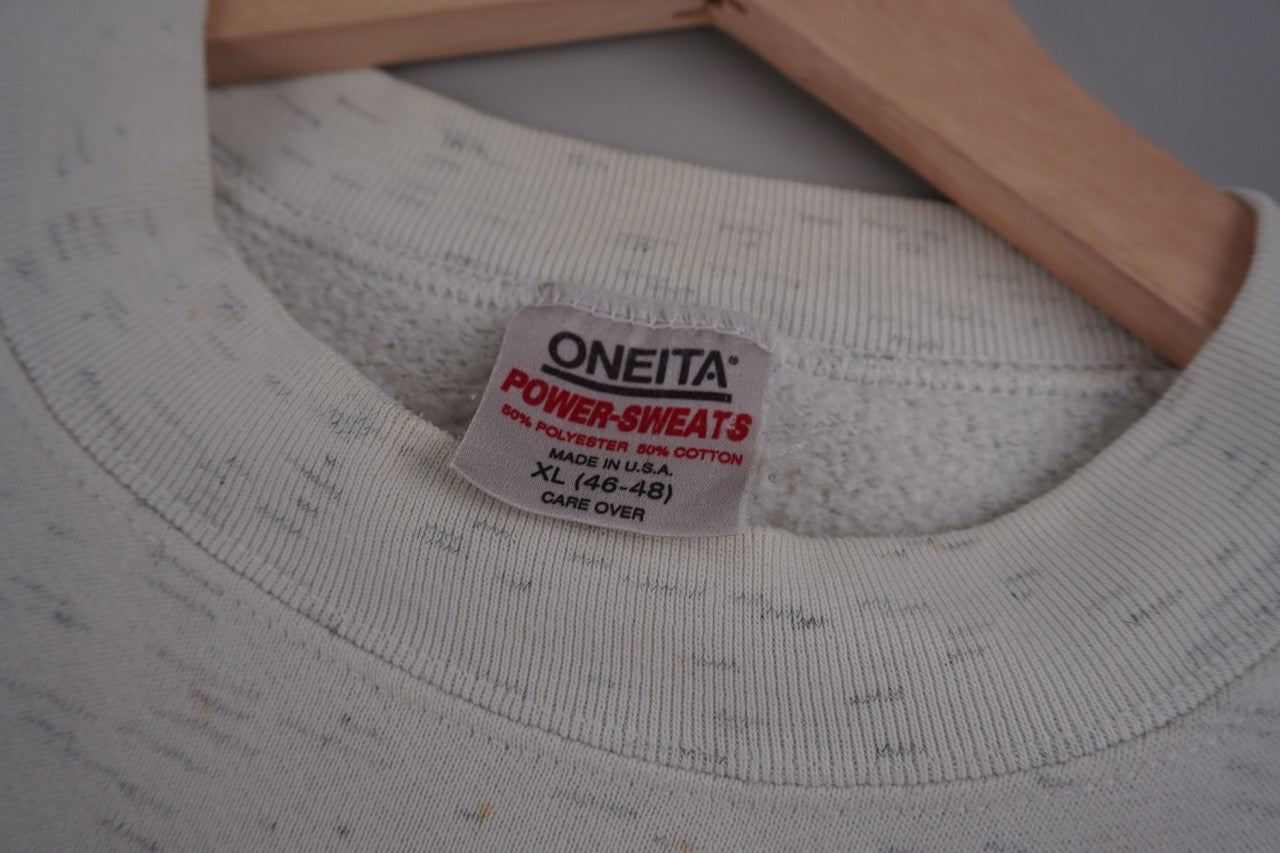 ONEITA®
POWER-SWEATS
50% POLYESTER 50% COTTON
MADE IN U.S.A.
XL (46-48)
CARE OVER